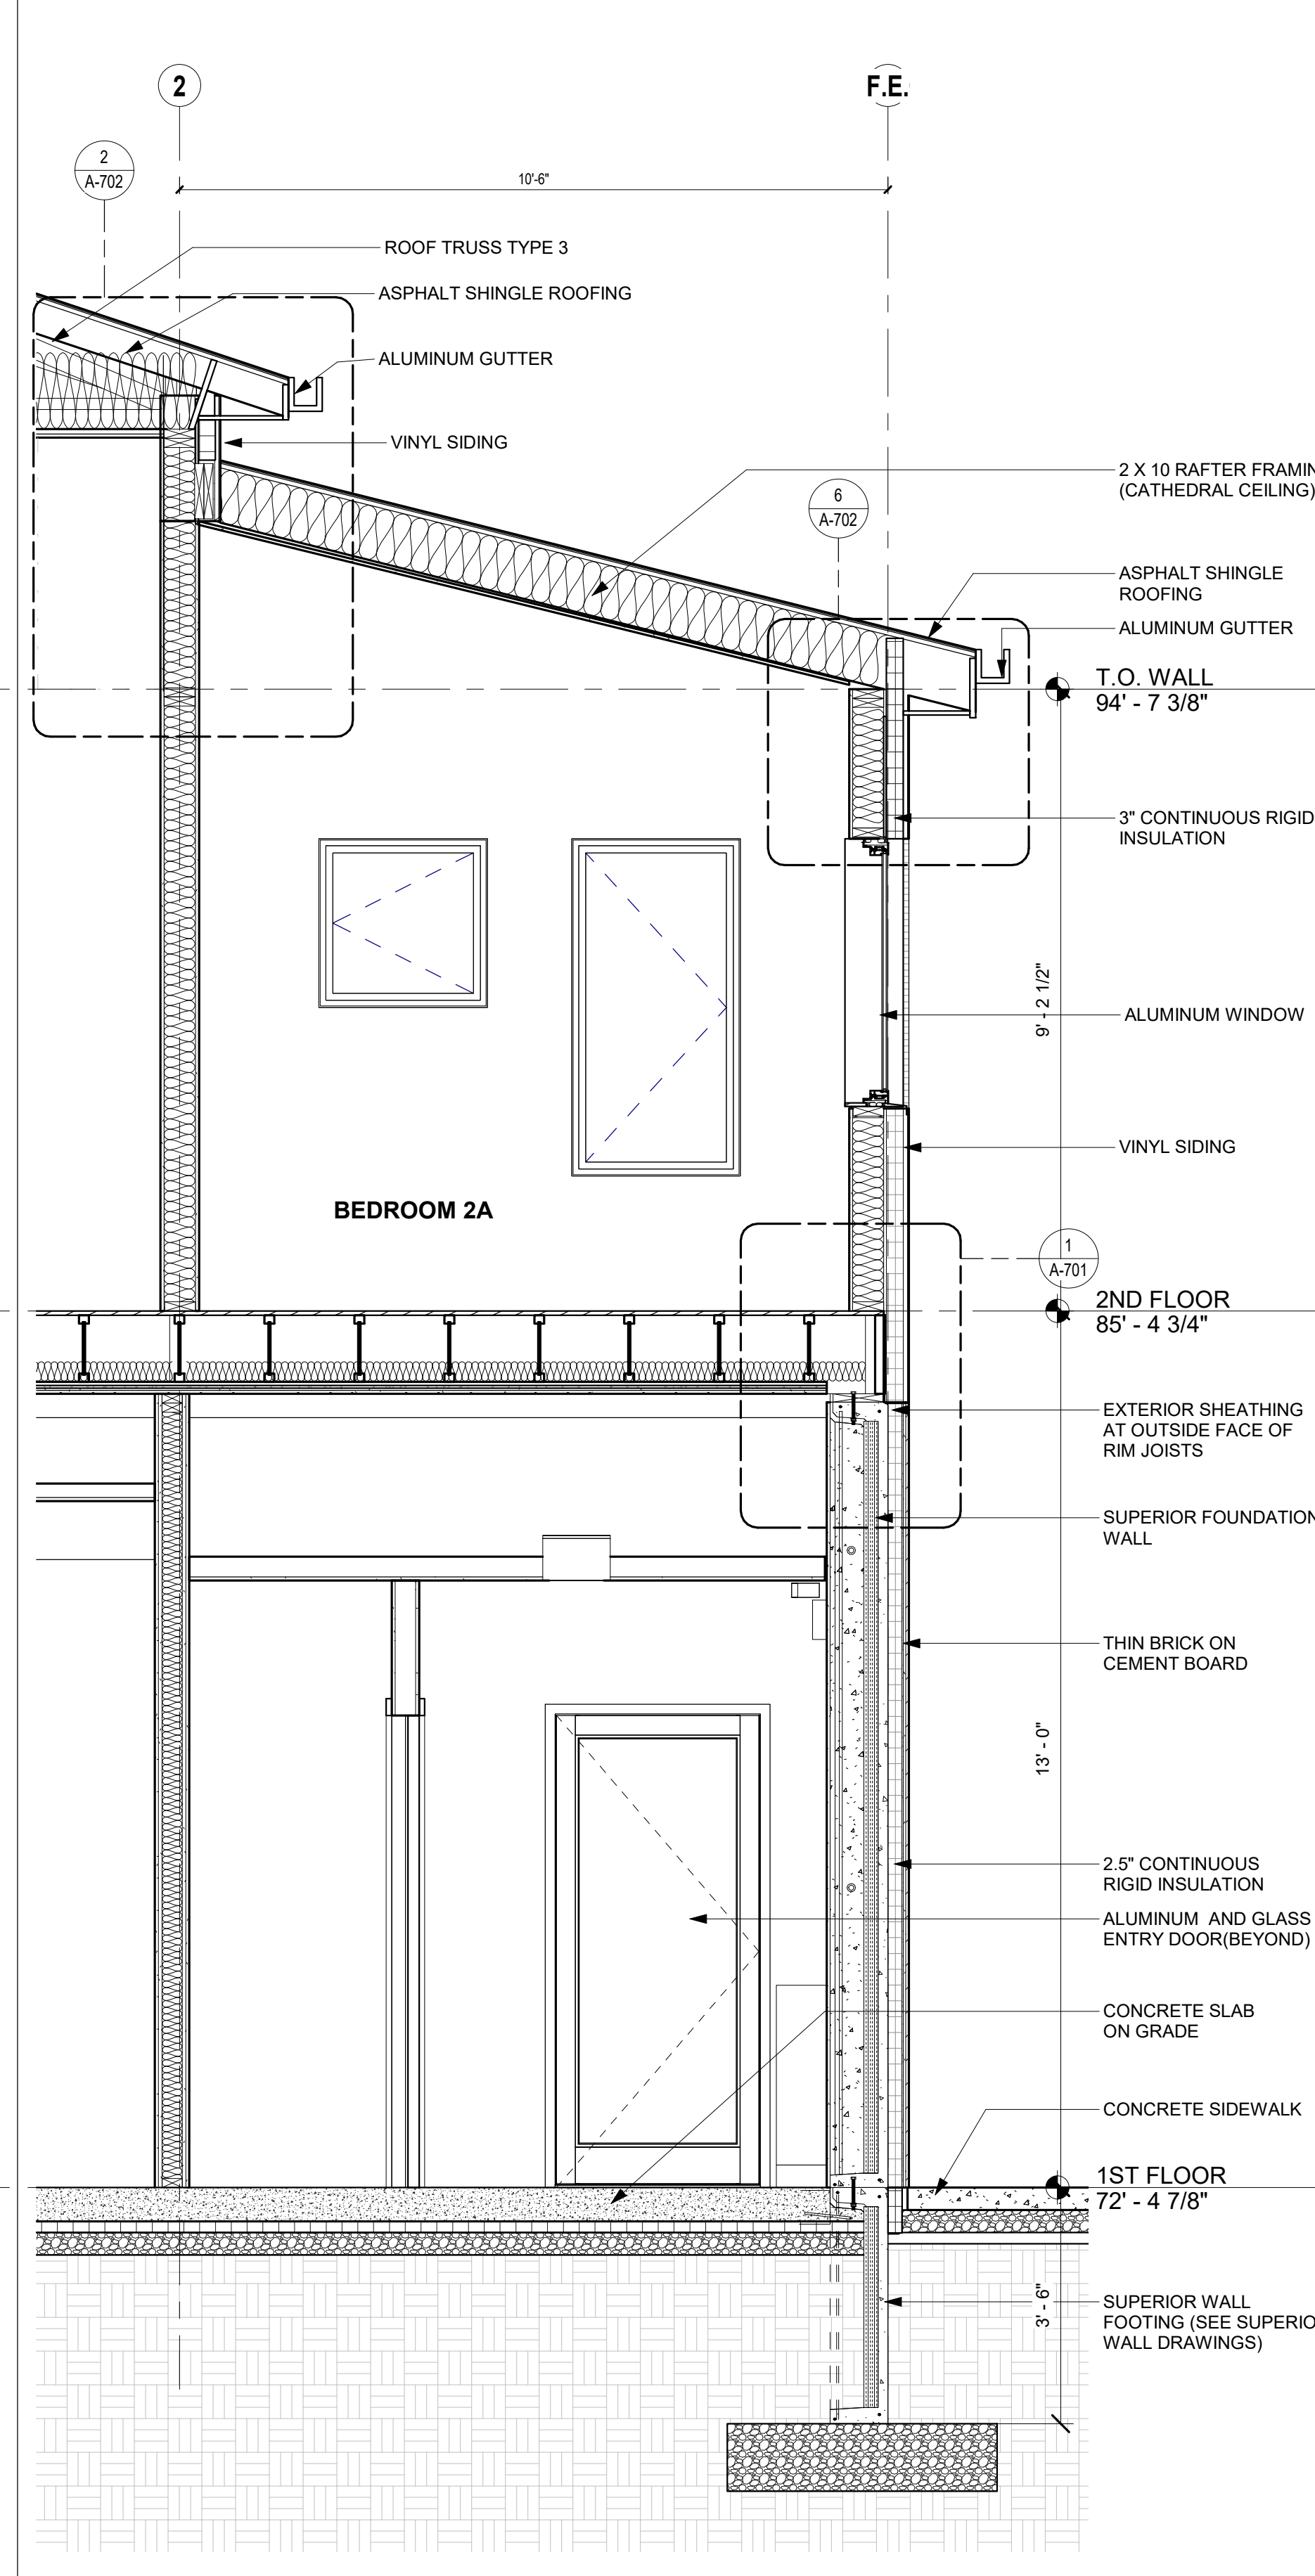 2
F.E.
2
A-702
10'-6"
ROOF TRUSS TYPE 3
ASPHALT SHINGLE ROOFING
ALUMINUM GUTTER
VINYL SIDING
2 X 10 RAFTER FRAMIN
(CATHEDRAL CEILING)
6
A-702
ASPHALT SHINGLE
ROOFING
ALUMINUM GUTTER
T.O. WALL
94' - 7 3/8"
3" CONTINUOUS RIGID
INSULATION
9' - 2 1/2"
ALUMINUM WINDOW
VINYL SIDING
BEDROOM 2A
1
A-701
2ND FLOOR
85' - 4 3/4"
EXTERIOR SHEATHING
AT OUTSIDE FACE OF
RIM JOISTS
SUPERIOR FOUNDATION
WALL
THIN BRICK ON
CEMENT BOARD
13' - 0"
2.5" CONTINUOUS
RIGID INSULATION
ALUMINUM AND GLASS
ENTRY DOOR(BEYOND)
CONCRETE SLAB
ON GRADE
CONCRETE SIDEWALK
1ST FLOOR
72' - 4 7/8"
3' - 6"
SUPERIOR WALL
FOOTING (SEE SUPERIO
WALL DRAWINGS)